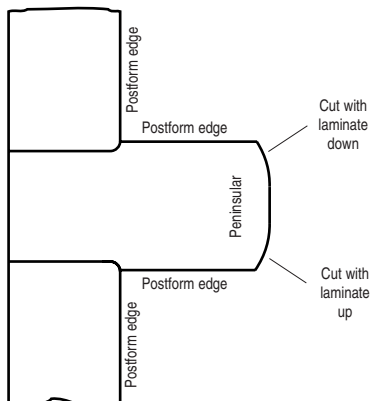 Postform edge
Postform edge
Cut with
laminate
down
Peninsular
Cut with
laminate
up
Postform edge
Postform edge